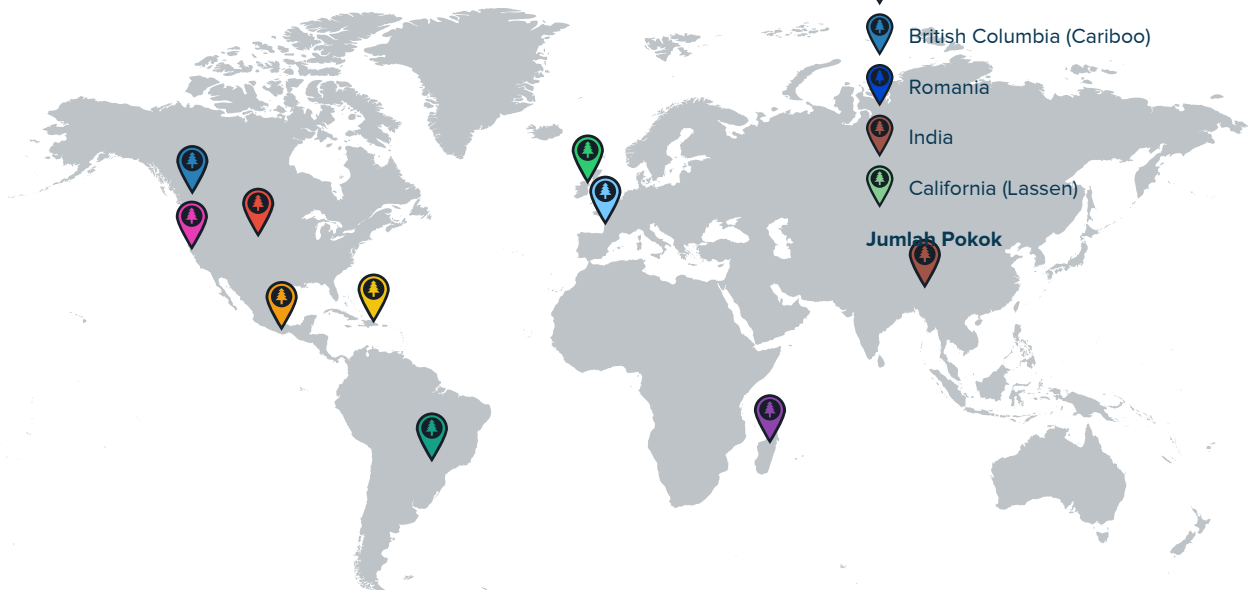 British Columbia (Cariboo)
Romania
India
California (Lassen)
Jumlah Pokok